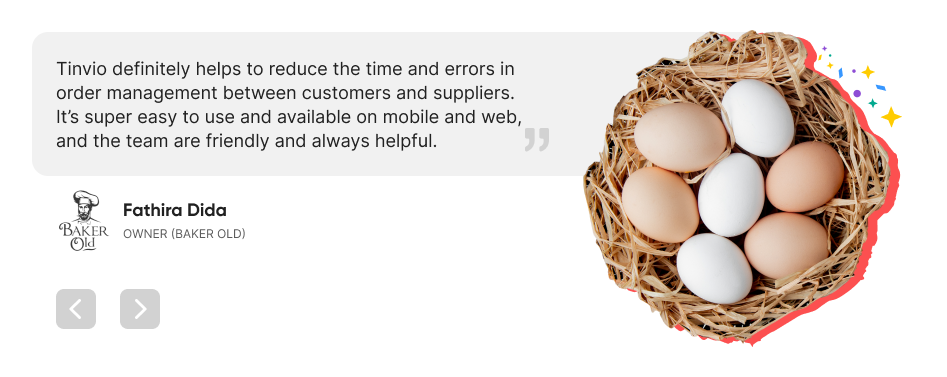 Tinvio definitely helps to reduce the time and errors in
order management between customers and suppliers.
It’s super easy to use and available on mobile and web,
and the team are friendly and always helpful.
”
BAKER
Old
Fathira Dida
OWNER (BAKER OLD)